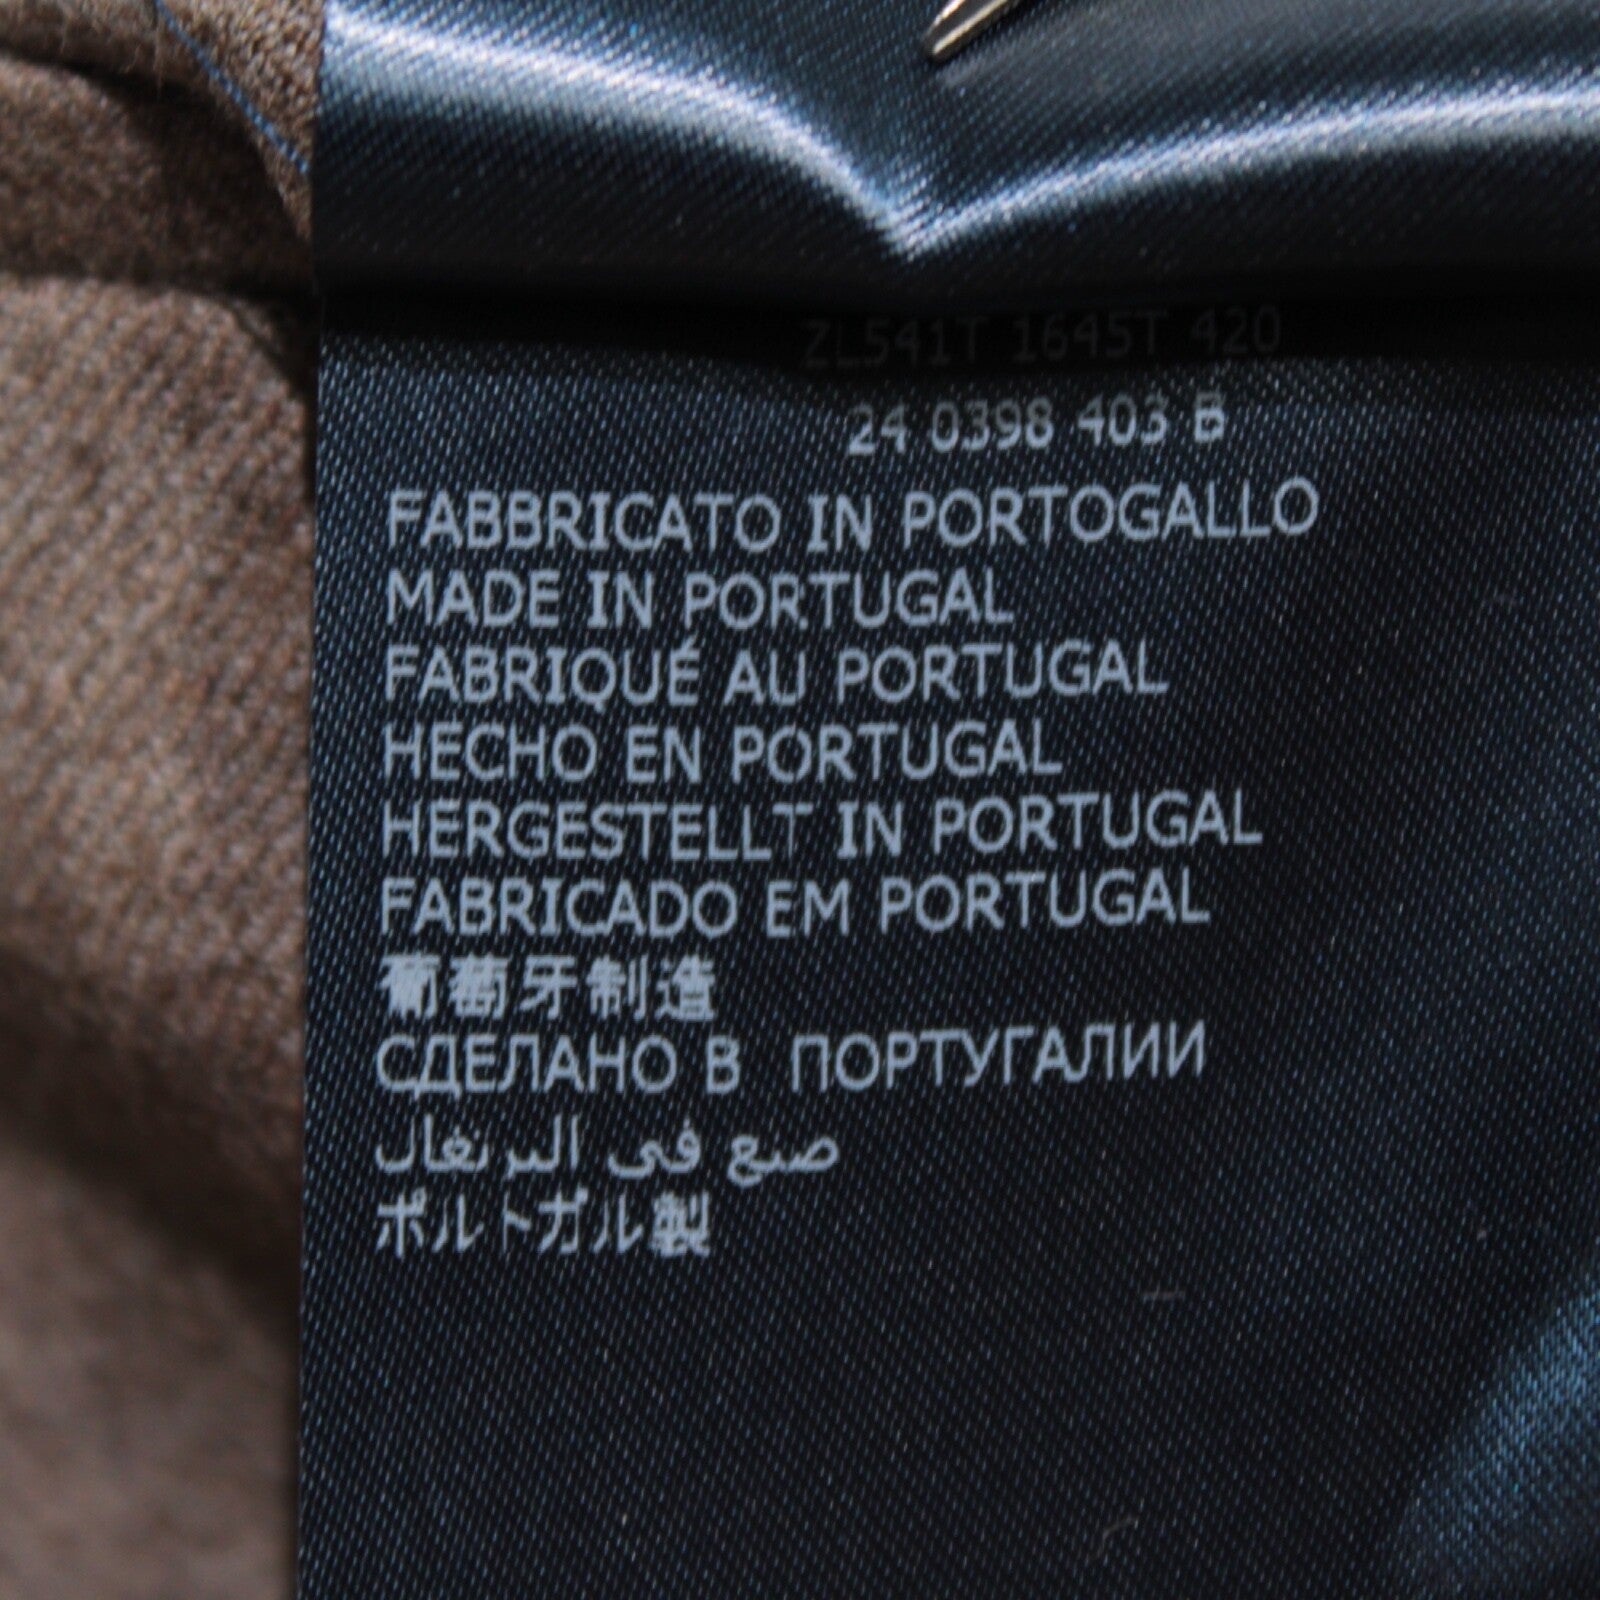 ZL541T 1645T 420
24 0398 403 B
FABBRICATO IN PORTOGALLO
MADE IN PORTUGAL
FABRIQUÉ AU PORTUGAL
HECHO EN PORTUGAL
HERGESTELLT IN PORTUGAL
FABRICADO EM PORTUGAL
葡萄牙制造
СДЕЛАНО В ПОРТУГАЛИИ
صنع في البرتغال
ポルトガル製